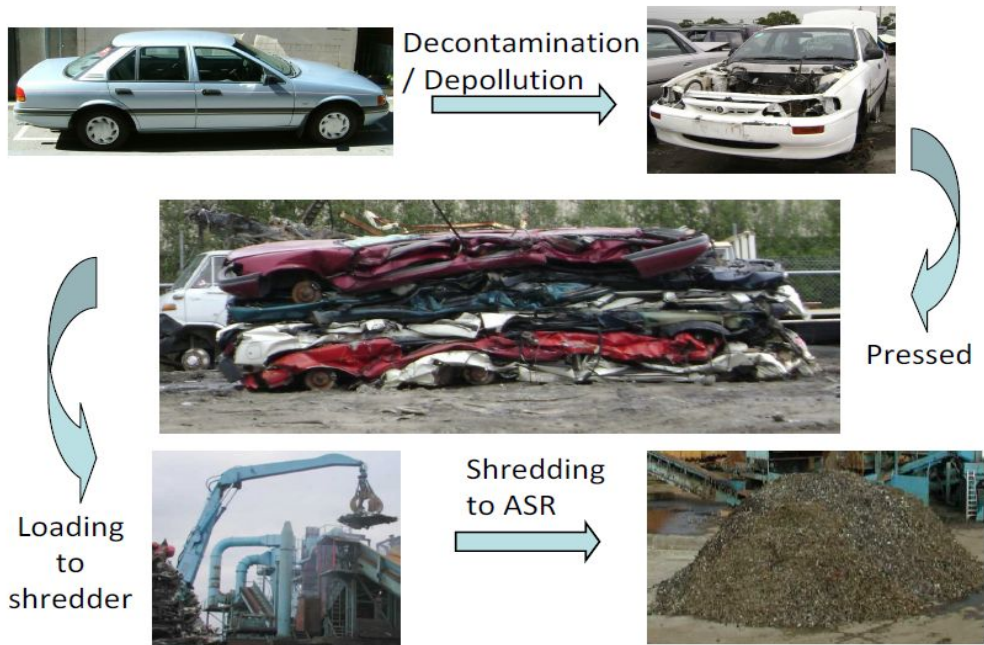 Decontamination
/ Depollution
Pressed
Loading
to
shredder
Shredding
to ASR